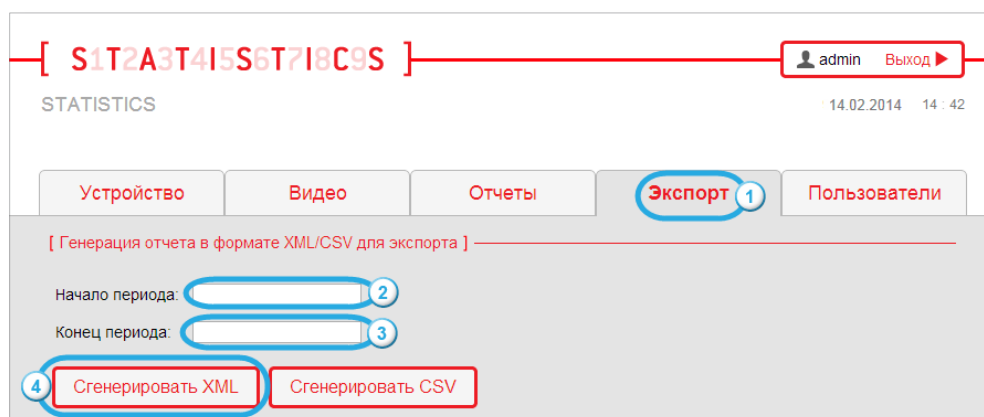 [ S1T2A3T4I5S6T7I8C9S ]
admin Выход
STATISTICS
14.02.2014 14 : 42
Устройство Видео Отчеты Экспорт 1 Пользователи
[ Генерация отчета в формате XML/CSV для экспорта ]
Начало периода: 2
Конец периода: 3
4 Сгенерировать XML Сгенерировать CSV